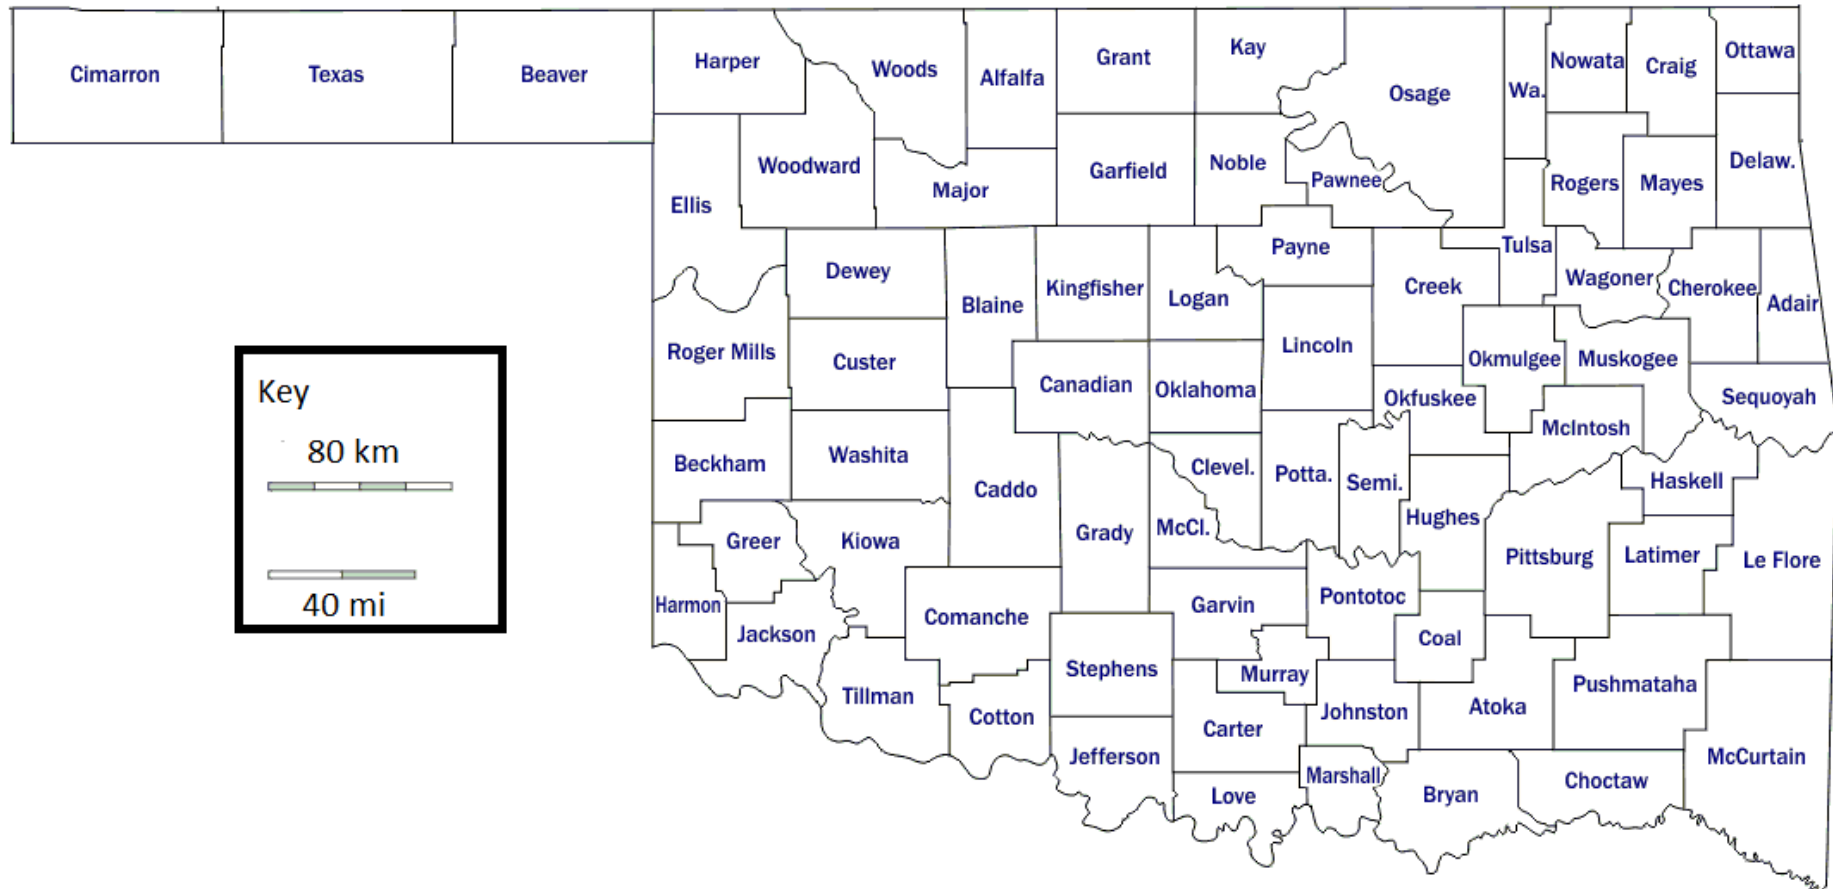 Cimarron
Texas
Beaver
Harper
Woods
Alfalfa
Grant
Kay
Osage
Wa.
Nowata
Craig
Ottawa
Ellis
Woodward
Major
Garfield
Noble
Pawnee
Rogers
Mayes
Delaw.
Dewey
Blaine
Kingfisher
Logan
Payne
Creek
Tulsa
Wagoner
Cherokee
Adair
Roger Mills
Custer
Canadian
Oklahoma
Lincoln
Okmulgee
Muskogee
Okfuskee
Sequoyah
McIntosh
Beckham
Washita
Caddo
Clevel.
Potta.
Semi.
Haskell
Greer
Kiowa
Grady
McCl.
Hughes
Pittsburg
Latimer
Le Flore
Harmon
Jackson
Comanche
Garvin
Pontotoc
Coal
Tillman
Stephens
Murray
Cotton
Carter
Johnston
Atoka
Pushmataha
Jefferson
Marshall
Love
Bryan
Choctaw
McCurtain
Key
80 km
40 mi